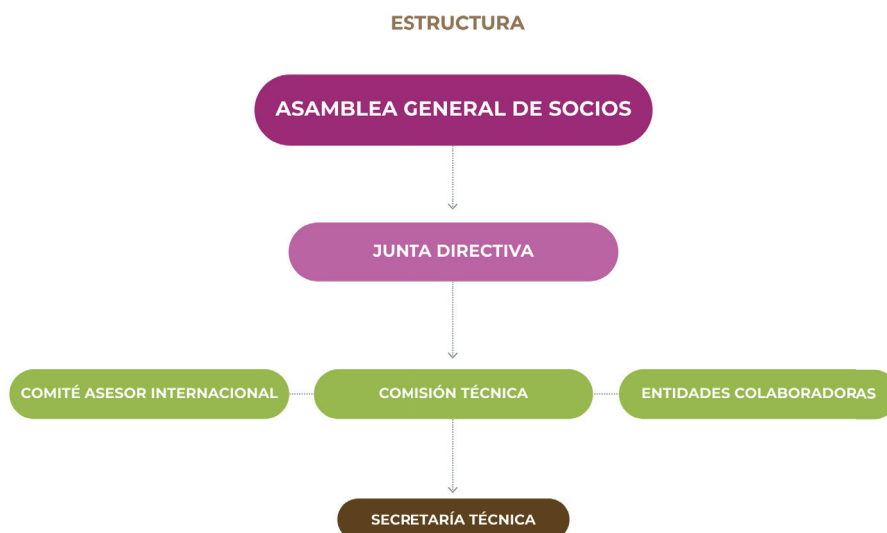 ESTRUCTURA
ASAMBLEA GENERAL DE SOCIOS
JUNTA DIRECTIVA
COMITÉ ASESOR INTERNACIONAL
COMISIÓN TÉCNICA
ENTIDADES COLABORADORAS
SECRETARÍA TÉCNICA